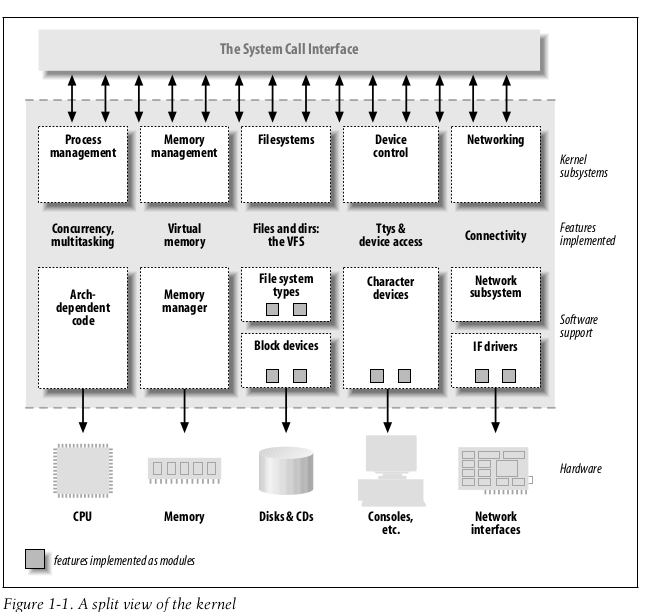 The System Call Interface
Process
management
Memory
management
Filesystems
Device
control
Networking
Kernel
subsystems
Concurrency,
multitasking
Virtual
memory
Files and dirs:
the VFS
Ttys &
device access
Connectivity
Features
implemented
Arch-
dependent
code
Memory
manager
File system
types
Block devices
Character
devices
Network
subsystem
IF drivers
Software
support
Hardware
CPU
Memory
Disks & CDs
Consoles,
etc.
Network
interfaces
features implemented as modules
Figure 1-1. A split view of the kernel